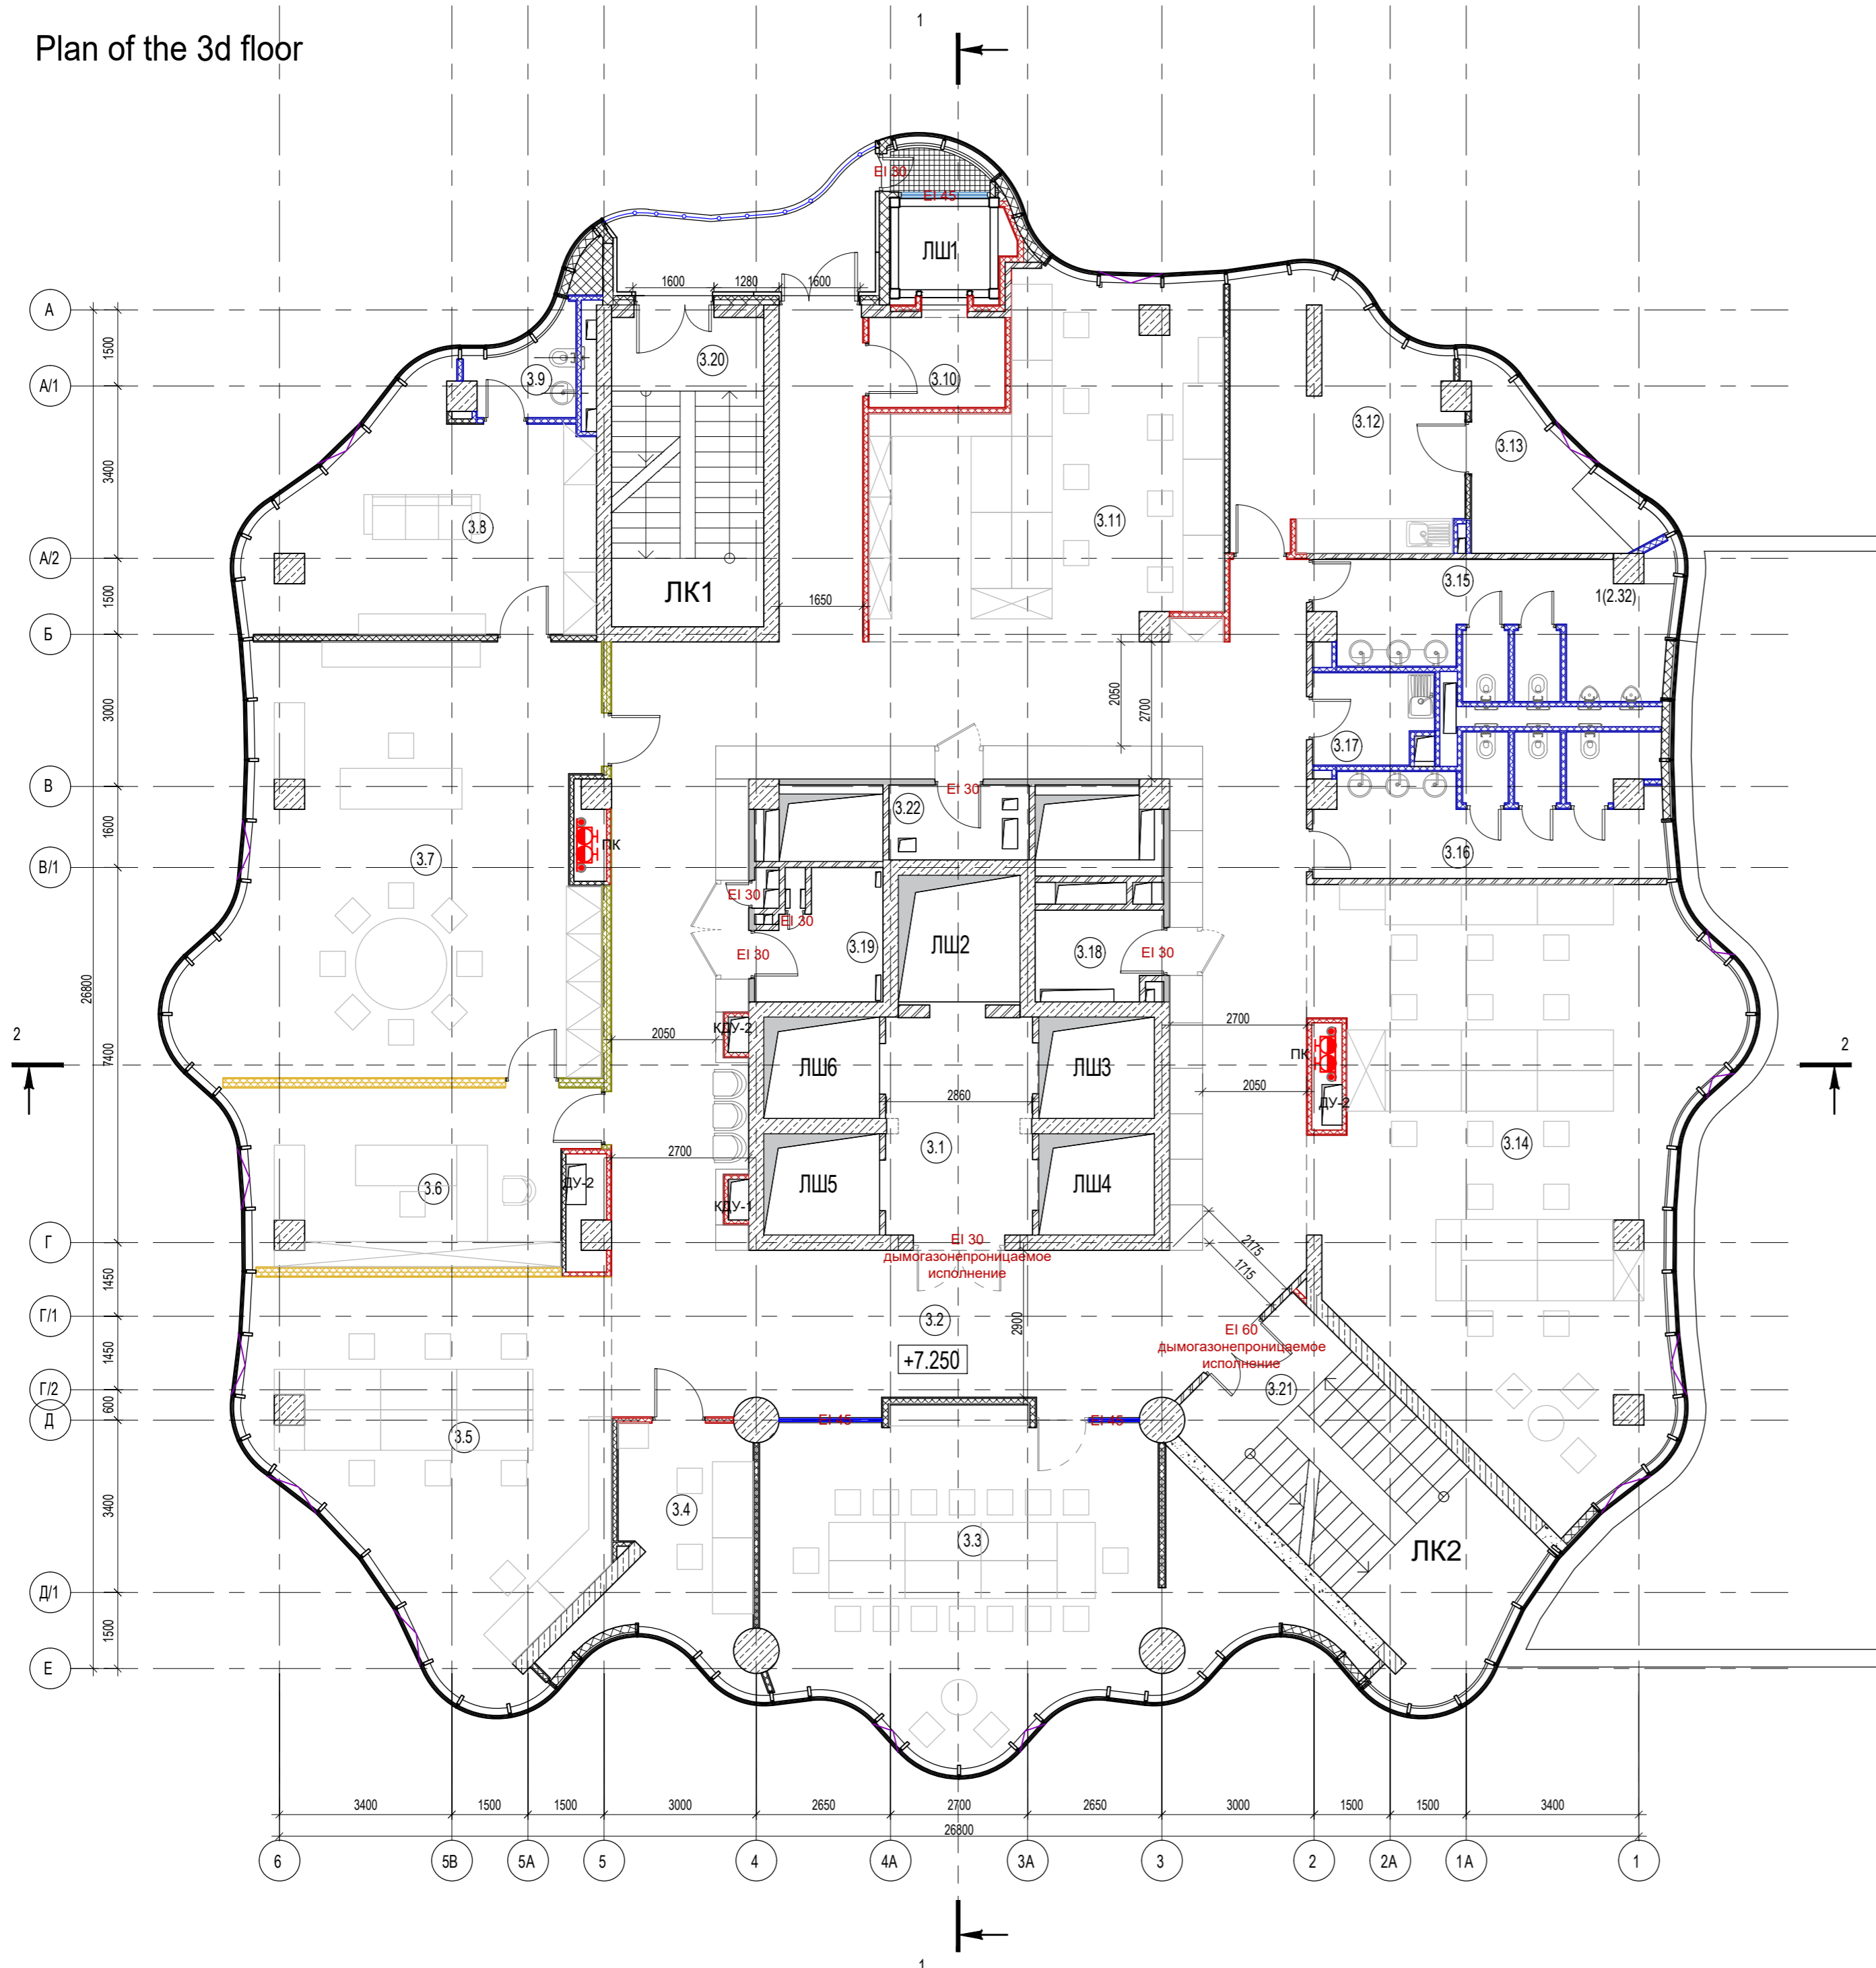 Plan of the 3d floor
1
EI 30
EI 45
ЛШ1
1600
1280
1600
А
1500
3.20
3.9
3.10
А/1
3.12
3.13
3400
3.8
3.11
А/2
3.15
1500
ЛК1
1650
1(2.32)
Б
3000
2050
2700
3.17
В
EI 30
3.22
1600
ПК
3.7
3.16
В/1
EI 30
EI 30
3.19
ЛШ2
3.18
EI 30
EI 30
26800
2
7400
2050
КДУ-2
2700
ПК
2
ЛШ6
ЛШ3
2050
2860
ДУ-2
3.1
3.14
2700
3.6
ДУ-2
ЛШ5
ЛШ4
КДУ-1
Г
EI 30
дымогазонепроницаемое
исполнение
2175
1715
1450
Г/1
3.2
2900
EI 60
дымогазонепроницаемое
исполнение
1450
+7.250
3.21
Г/2
600
Д
EI 45
EI 45
3.5
3400
3.4
3.3
ЛК2
Д/1
1500
Е
3400
1500
1500
3000
2650
2700
2650
3000
1500
1500
3400
26800
6
5В
5А
5
4
4А
3А
3
2
2А
1А
1
1